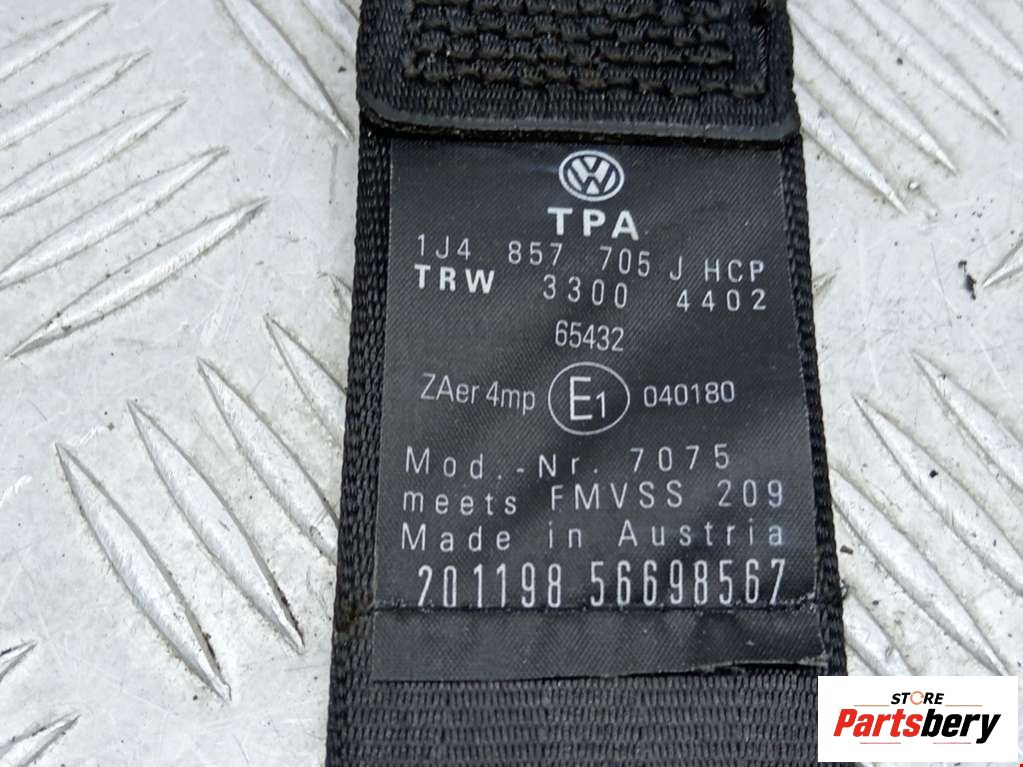 TPA
1J4 857 705 J HCP
TRW 3300 4402
65432
ZAer 4mp E1 040180
Mod.-Nr. 7075
meets FMVSS 209
Made in Austria
201198 56698567
STORE
Partsbery